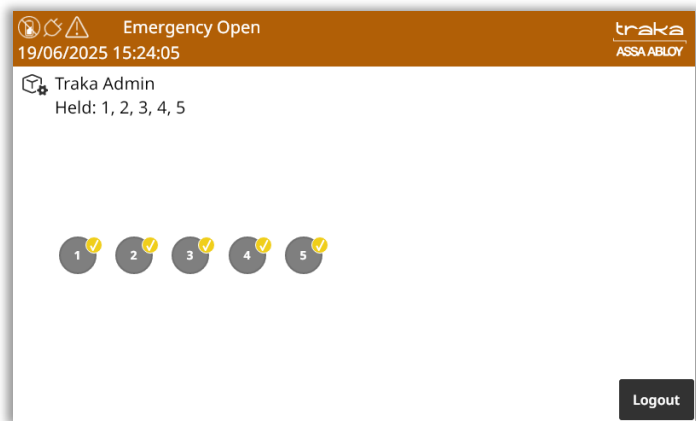 Emergency Open
traka
19/06/2025 15:24:05
ASSA ABLOY
Traka Admin
Held: 1, 2, 3, 4, 5
1 2 3 4 5
Logout